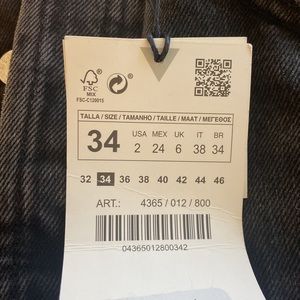 FSC
MIX
FSC-C120015
TALLA / SIZE / TAMANHO / TAILLE / MAAT / ΜΕΓΕΘΟΣ
34
USA MEX UK IT BR
2 24 6 38 34
32 34 36 38 40 42 44 46
ART.: 4365 / 012 / 800
04365012800342